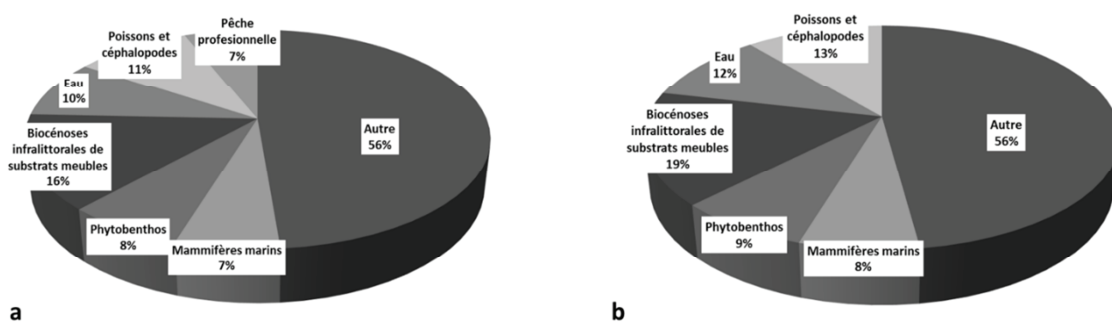 Pêche
profesionnelle
7%
Poissons et
céphalopodes
11%
Eau
10%
Biocénoses
infralittorales de
substrats meubles
16%
Phytobenthos
8%
Mammifères marins
7%
Autre
56%
a
Poissons et
céphalopodes
13%
Eau
12%
Biocénoses
infralittorales de
substrats meubles
19%
Phytobenthos
9%
Mammifères marins
8%
Autre
56%
b